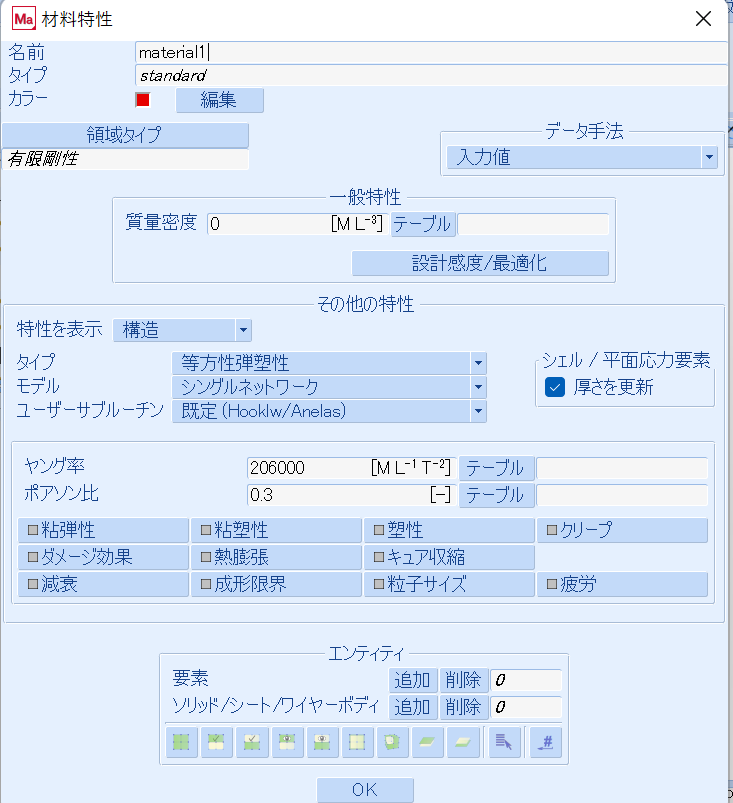 Ma 材料特性
名前 material1
タイプ standard
カラー 編集
領域タイプ
有限剛性
データ手法
入力値
一般特性
質量密度 0 [M L⁻³] テーブル
設計感度/最適化
その他の特性
特性を表示 構造
タイプ 等方性弾塑性
モデル シングルネットワーク
ユーザーサブルーチン 既定 (Hooklw/Anelas)
シェル / 平面応力要素
厚さを更新
ヤング率 206000 [M L⁻¹ T⁻²] テーブル
ポアソン比 0.3 [-] テーブル
粘弾性 粘塑性 塑性 クリープ
ダメージ効果 熱膨張 キュア収縮
減衰 成形限界 粒子サイズ 疲労
エンティティ
要素 追加 削除 0
ソリッド/シート/ワイヤーボディ 追加 削除 0
#
OK